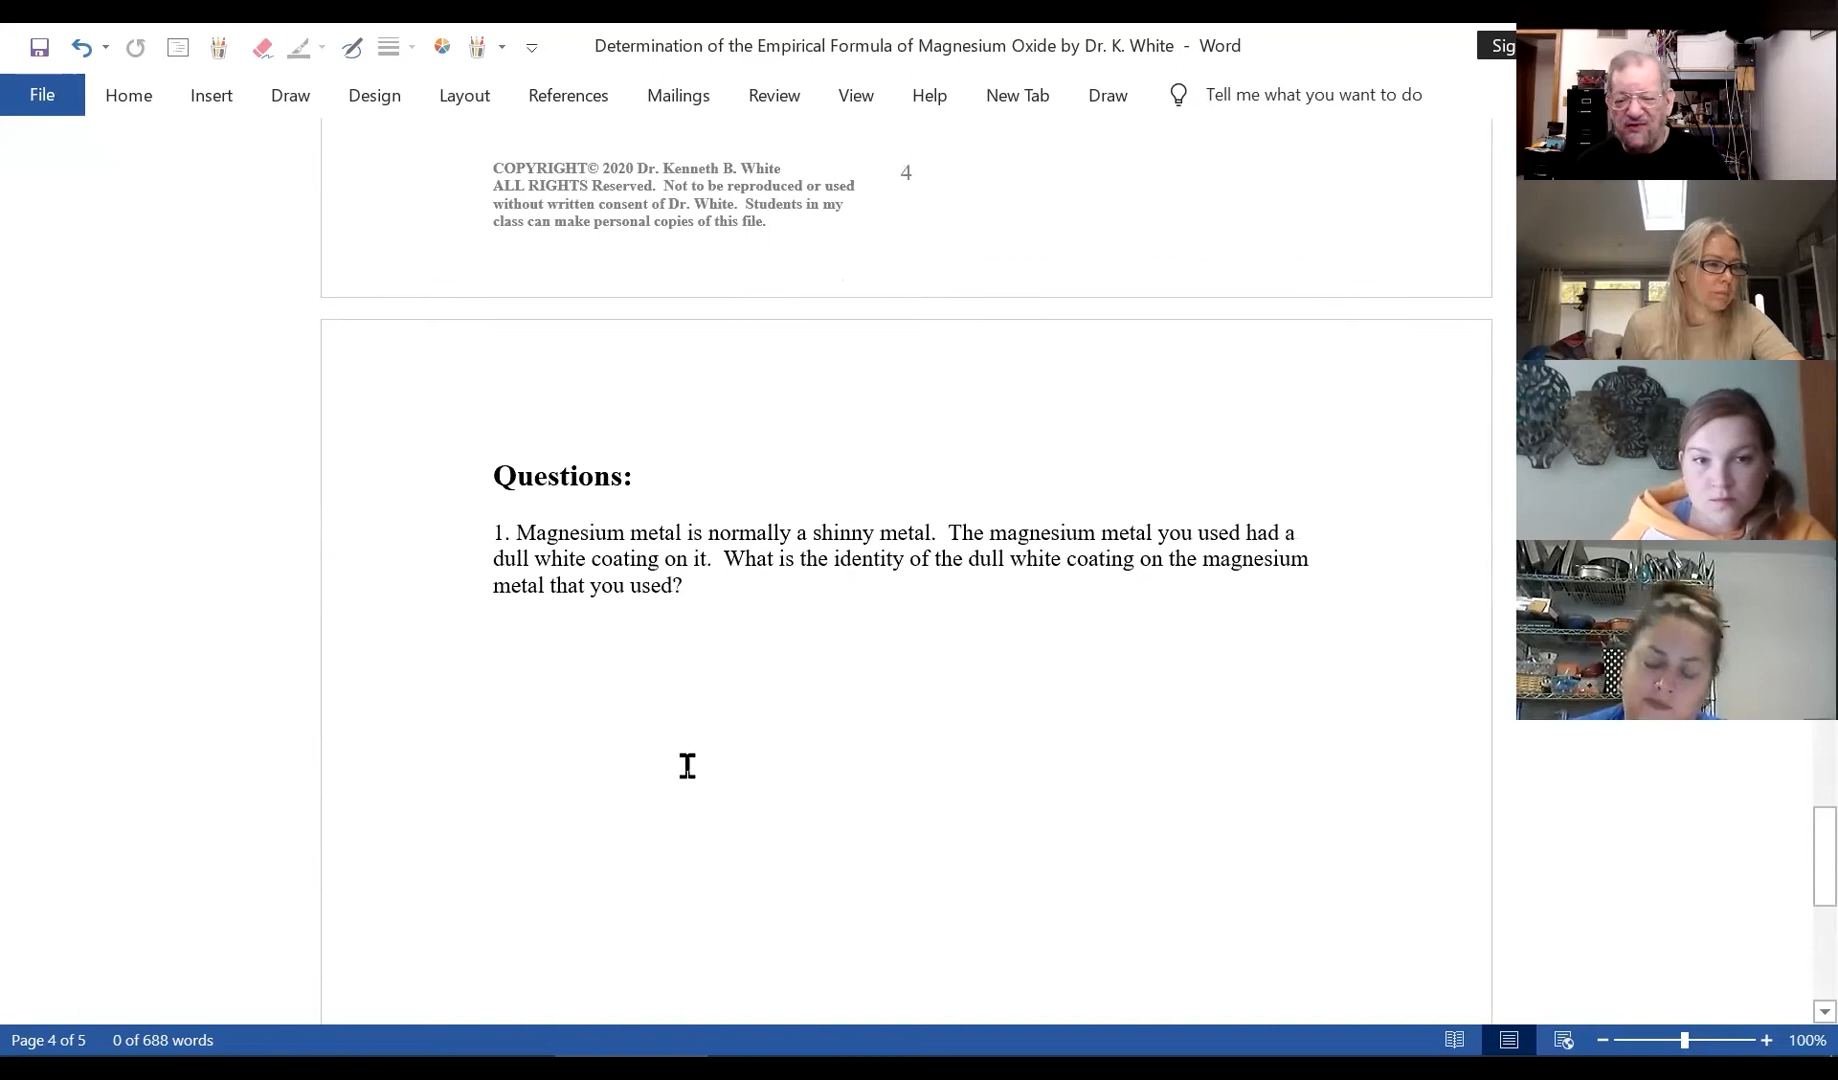 Determination of the Empirical Formula of Magnesium Oxide by Dr. K. White - Word
Sig
File Home Insert Draw Design Layout References Mailings Review View Help New Tab Draw Tell me what you want to do
COPYRIGHT© 2020 Dr. Kenneth B. White
4
ALL RIGHTS Reserved. Not to be reproduced or used
without written consent of Dr. White. Students in my
class can make personal copies of this file.
Questions:
1. Magnesium metal is normally a shinny metal. The magnesium metal you used had a
dull white coating on it. What is the identity of the dull white coating on the magnesium
metal that you used?
Page 4 of 5 0 of 688 words
100%